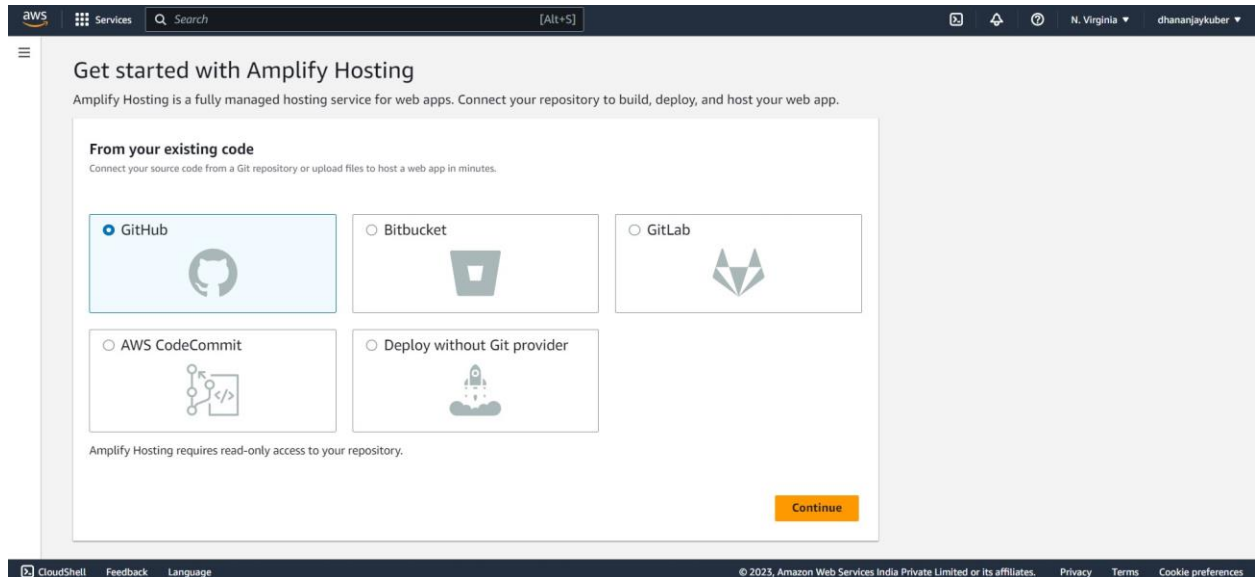 aws Services Search [Alt+S] N. Virginia dhananjaykuber
Get started with Amplify Hosting
Amplify Hosting is a fully managed hosting service for web apps. Connect your repository to build, deploy, and host your web app.
From your existing code
Connect your source code from a Git repository or upload files to host a web app in minutes.
GitHub Bitbucket GitLab
AWS CodeCommit Deploy without Git provider
</>
Amplify Hosting requires read-only access to your repository.
Continue
CloudShell Feedback Language © 2023, Amazon Web Services India Private Limited or its affiliates. Privacy Terms Cookie preferences